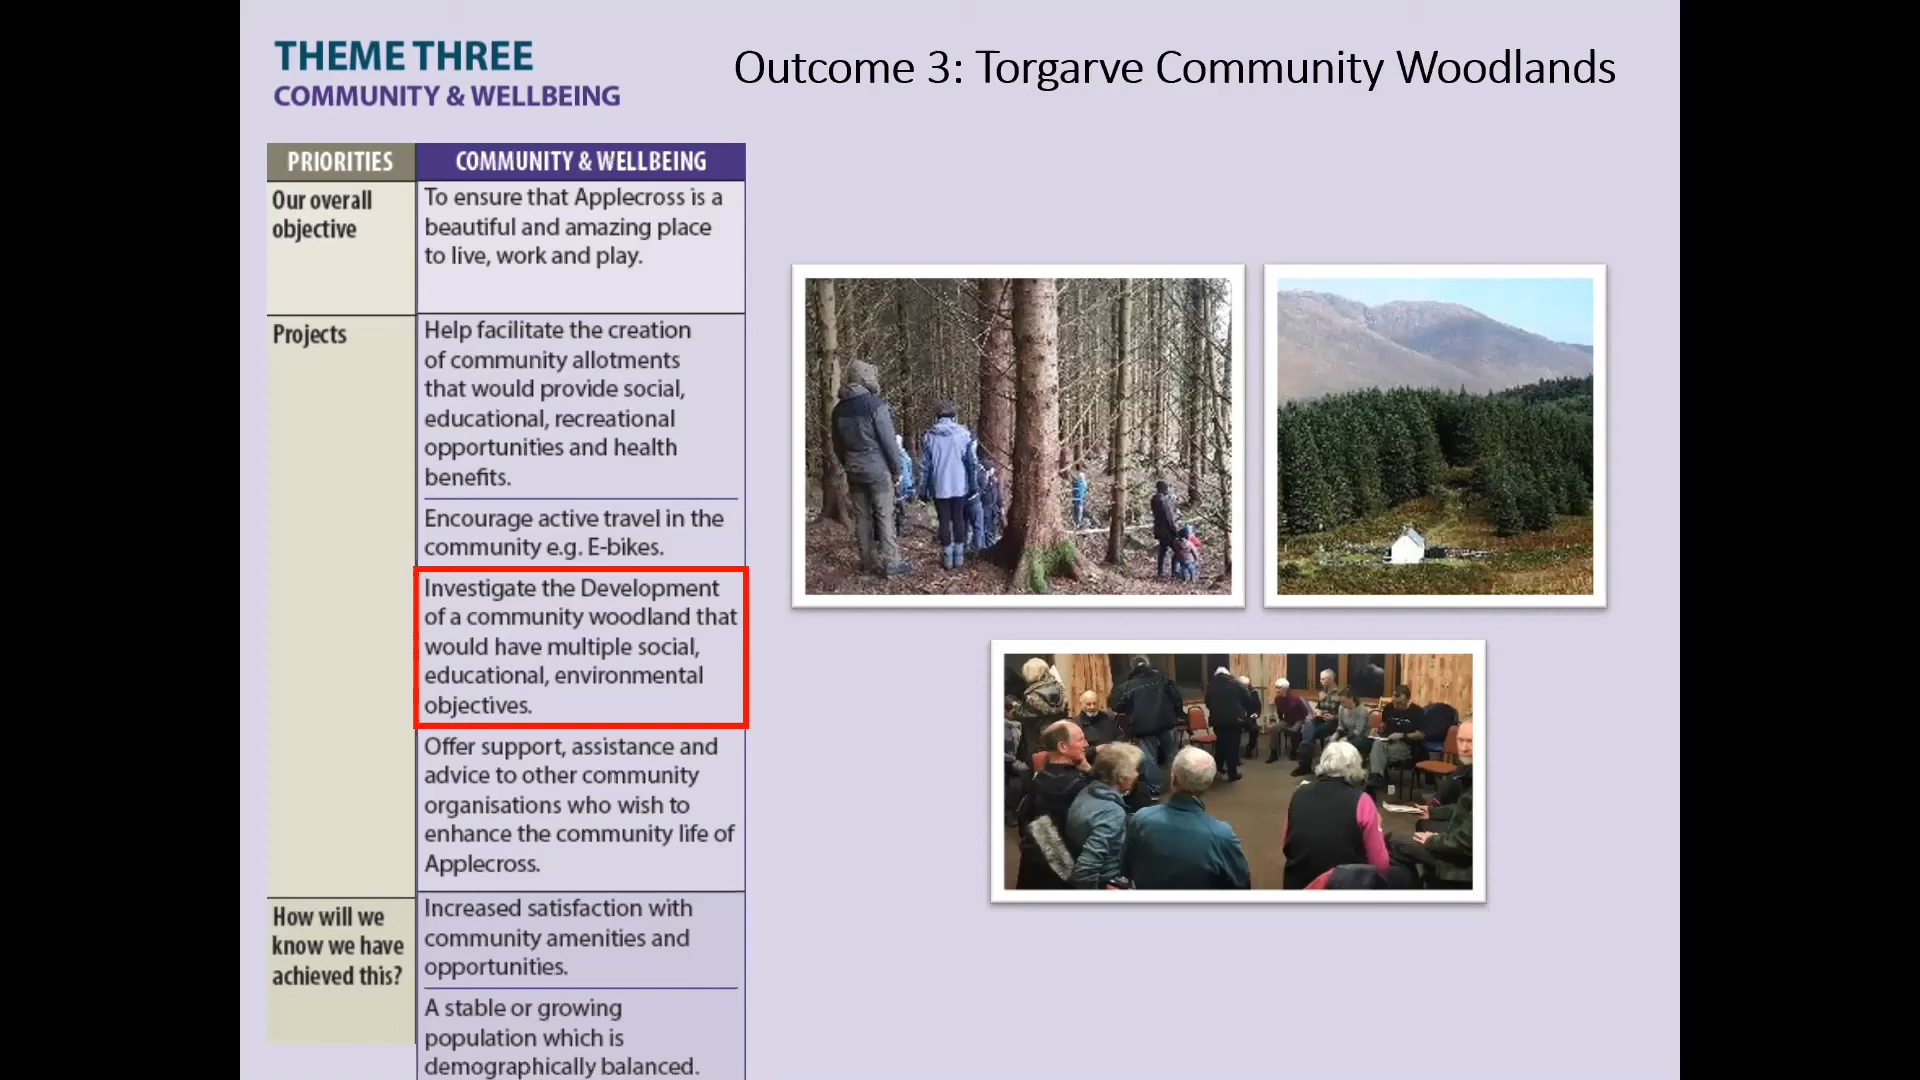 THEME THREE
COMMUNITY & WELLBEING
Outcome 3: Torgarve Community Woodlands
PRIORITIES
COMMUNITY & WELLBEING
Our overall
objective
To ensure that Applecross is a
beautiful and amazing place
to live, work and play.
Projects
Help facilitate the creation
of community allotments
that would provide social,
educational, recreational
opportunities and health
benefits.
Encourage active travel in the
community e.g. E-bikes.
Investigate the Development
of a community woodland that
would have multiple social,
educational, environmental
objectives.
Offer support, assistance and
advice to other community
organisations who wish to
enhance the community life of
Applecross.
How will we
know we have
achieved this?
Increased satisfaction with
community amenities and
opportunities.
A stable or growing
population which is
demographically balanced.